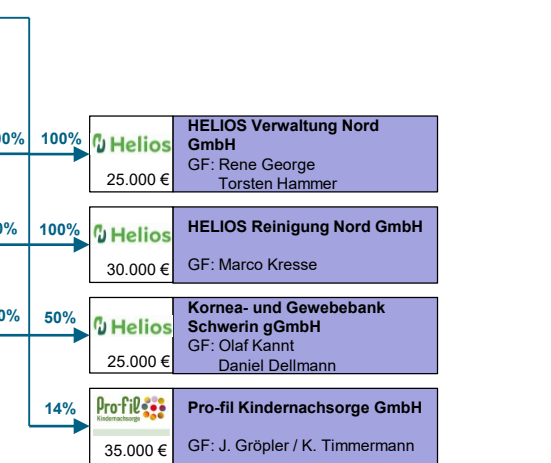 00%
100%
Helios
25.000 €
HELIOS Verwaltung Nord
GmbH
GF: Rene George
Torsten Hammer
0%
100%
Helios
30.000 €
HELIOS Reinigung Nord GmbH
GF: Marco Kresse
0%
50%
Helios
25.000 €
Kornea- und Gewebebank
Schwerin gGmbH
GF: Olaf Kannt
Daniel Dellmann
14%
Pro-fil
Kindernachsorge
35.000 €
Pro-fil Kindernachsorge GmbH
GF: J. Gröpler / K. Timmermann